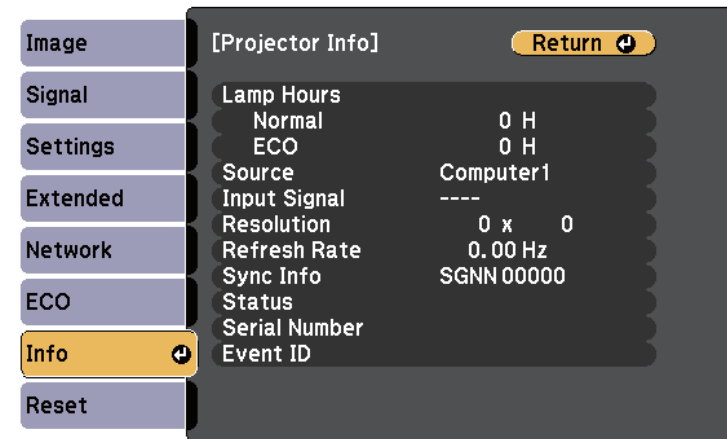 Image
Signal
Settings
Extended
Network
ECO
Info
Reset
[Projector Info] Return
Lamp Hours
Normal 0 H
ECO 0 H
Source Computer1
Input Signal ----
Resolution 0 x 0
Refresh Rate 0.00 Hz
Sync Info SGNN 00000
Status
Serial Number
Event ID